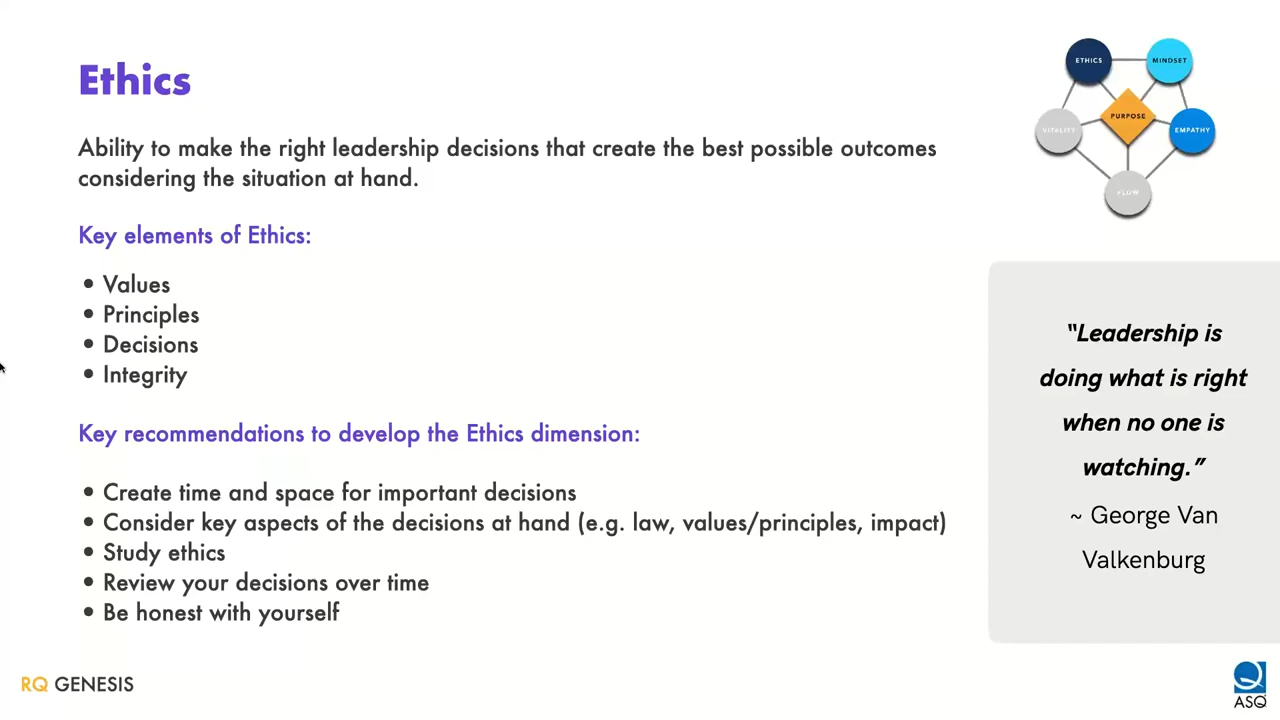 Ethics
Ability to make the right leadership decisions that create the best possible outcomes
considering the situation at hand.
Key elements of Ethics:
• Values
• Principles
• Decisions
• Integrity
Key recommendations to develop the Ethics dimension:
• Create time and space for important decisions
• Consider key aspects of the decisions at hand (e.g. law, values/principles, impact)
• Study ethics
• Review your decisions over time
• Be honest with yourself
ETHICS
MINDSET
PURPOSE
VITALITY
EMPATHY
FLOW
“Leadership is
doing what is right
when no one is
watching.”
~ George Van
Valkenburg
RQ GENESIS
ASQ